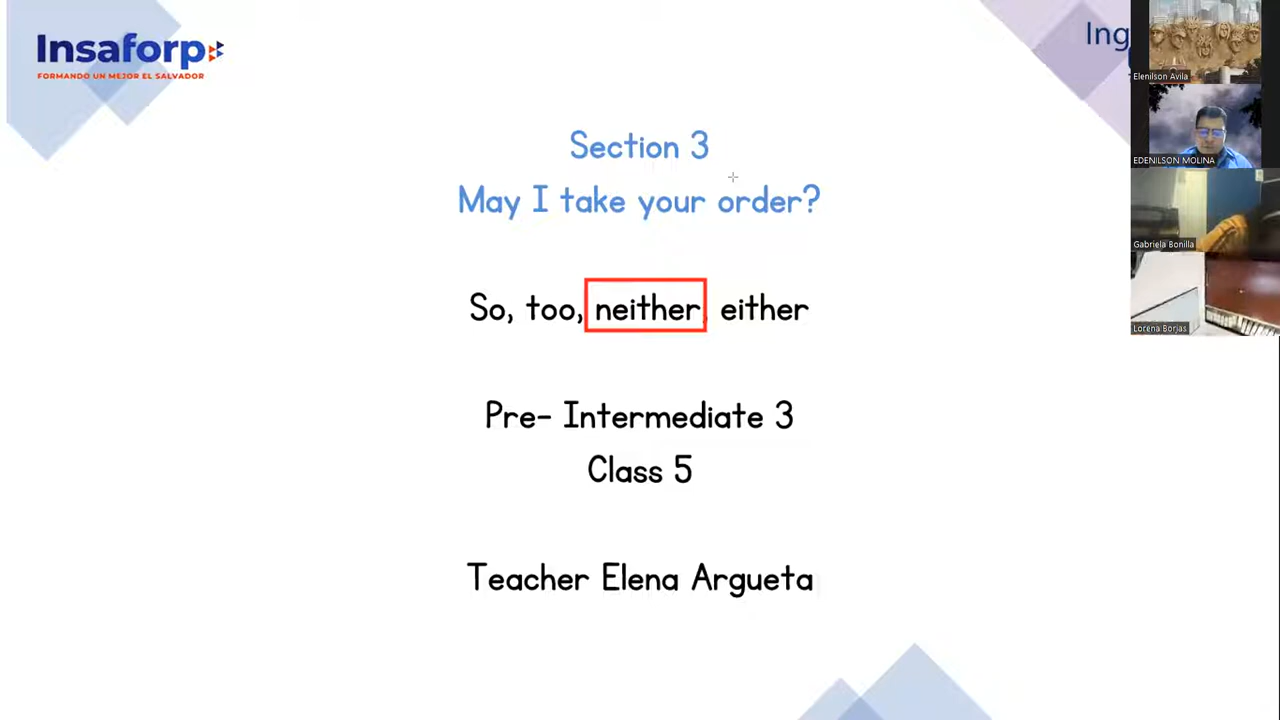 Insaforp
FORMANDO UN MEJOR EL SALVADOR
Ing
Section 3
May I take your order?
So, too, neither, either
Pre- Intermediate 3
Class 5
Teacher Elena Argueta
Elenilson Avila
EDENILSON MOLINA
Gabriela Bonilla
Lorena Borjas